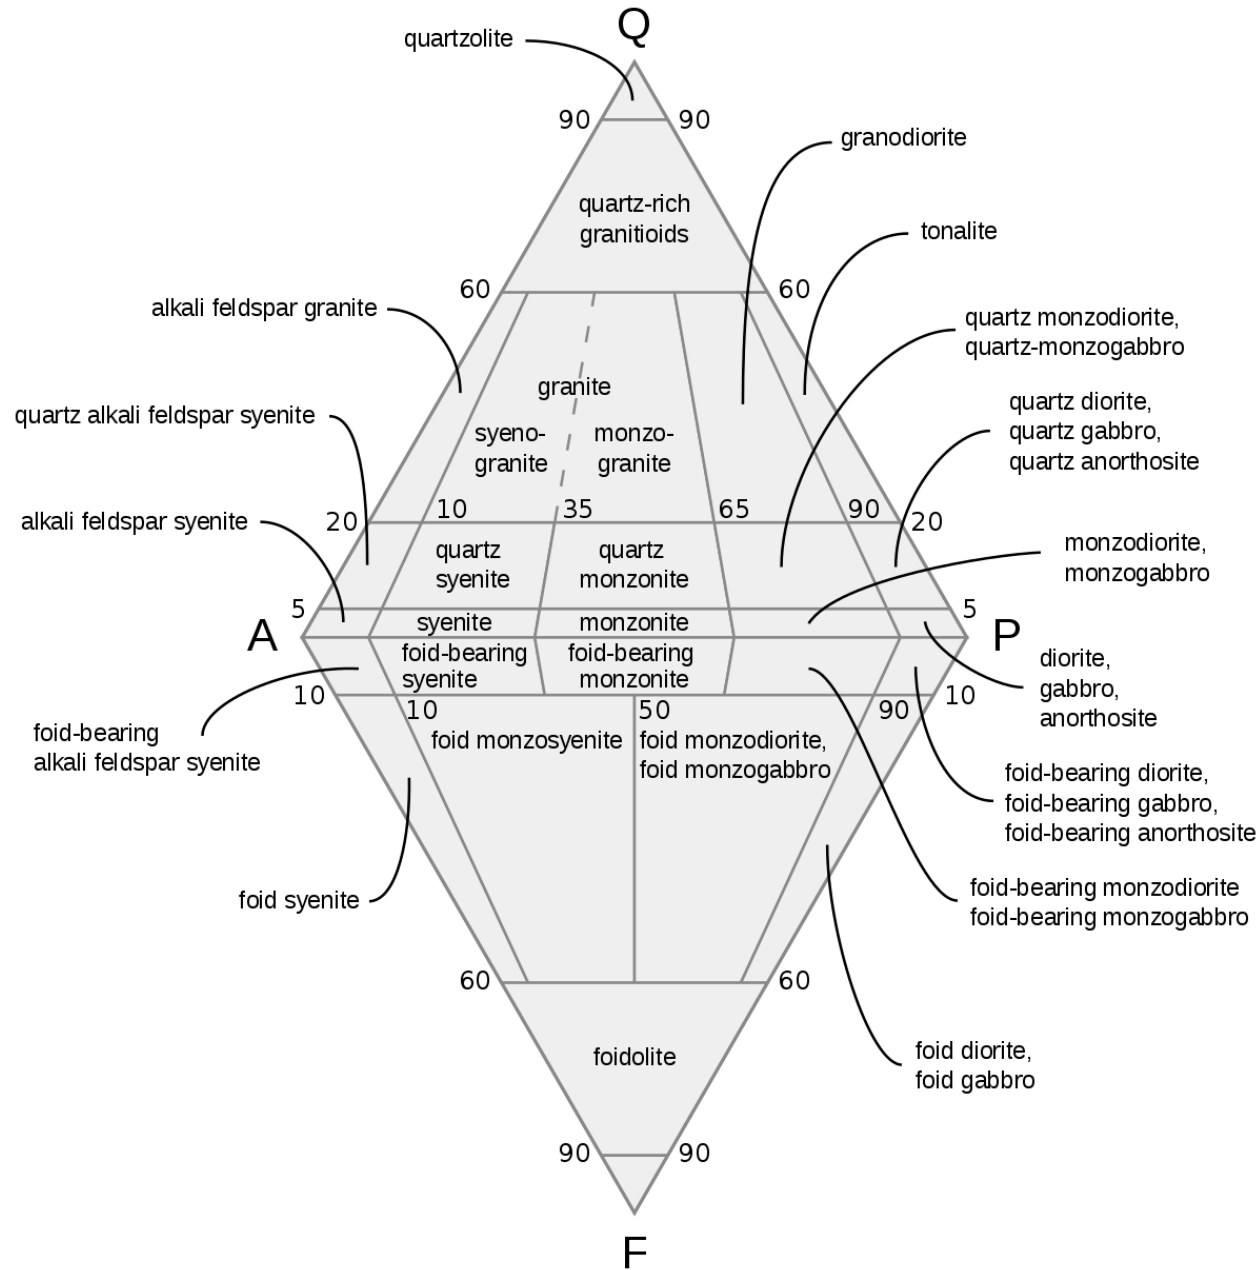 Q
quartzolite
90
90
granodiorite
quartz-rich
granitioids
tonalite
60
60
alkali feldspar granite
quartz monzodiorite,
quartz-monzogabbro
granite
quartz alkali feldspar syenite
quartz diorite,
quartz gabbro,
quartz anorthosite
syeno-
granite
monzo-
granite
alkali feldspar syenite
20
10
35
65
90
20
quartz
syenite
quartz
monzonite
monzodiorite,
monzogabbro
5
5
syenite
monzonite
A
P
foid-bearing
syenite
foid-bearing
monzonite
diorite,
gabbro,
anorthosite
10
10
10
50
90
foid-bearing
alkali feldspar syenite
foid monzosyenite
foid monzodiorite,
foid monzogabbro
foid-bearing diorite,
foid-bearing gabbro,
foid-bearing anorthosite
foid syenite
foid-bearing monzodiorite
foid-bearing monzogabbro
60
60
foidolite
foid diorite,
foid gabbro
90
90
F